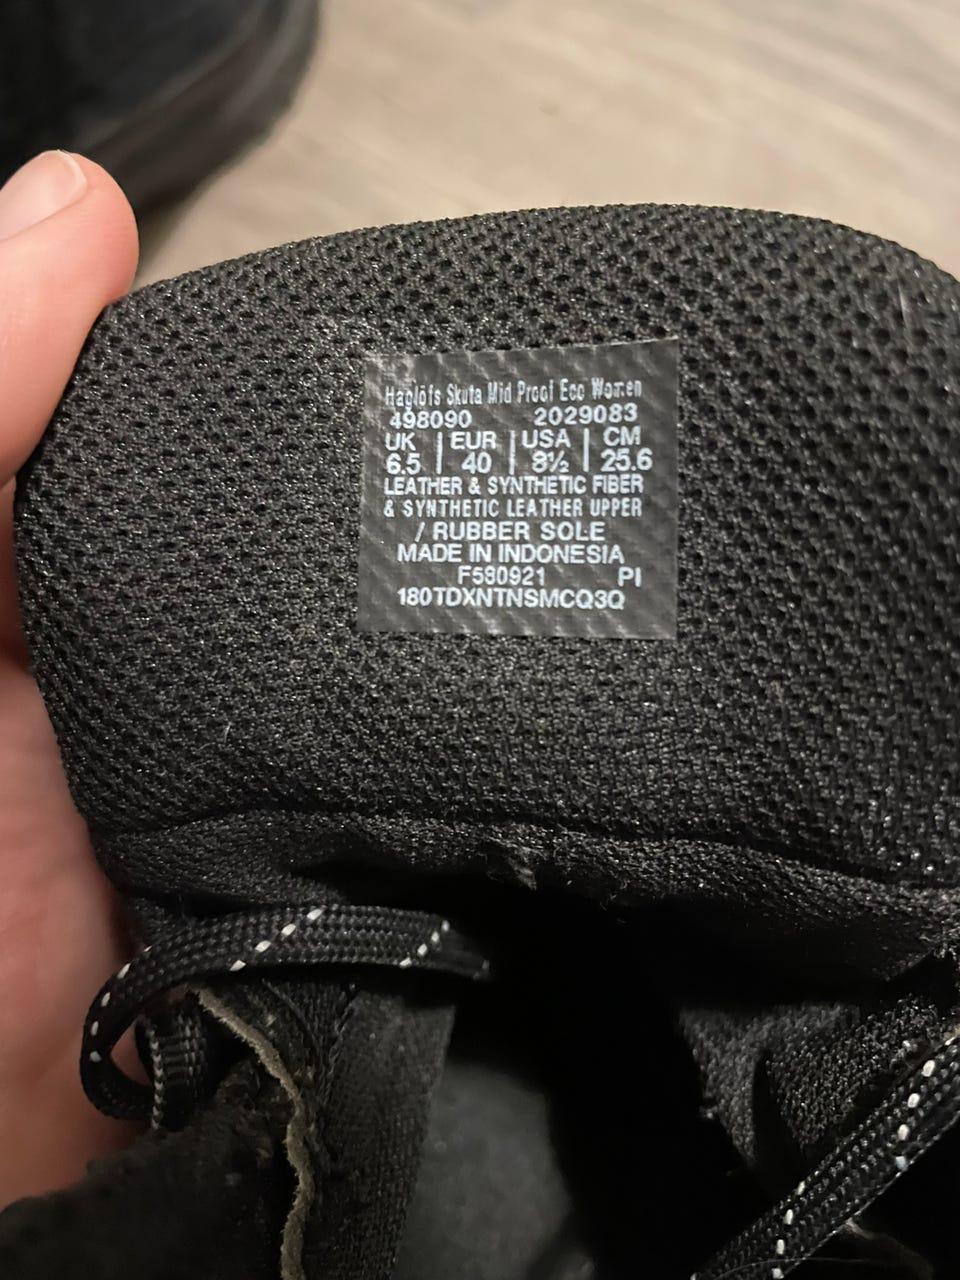 Haglöfs Skuta Mid Proof Eco Women
498090 2029083
UK | EUR | USA | CM
6.5 | 40 | 8½ | 25.6
LEATHER & SYNTHETIC FIBER
& SYNTHETIC LEATHER UPPER
/ RUBBER SOLE
MADE IN INDONESIA
F580921 PI
180TDXNTNSMCQ3Q